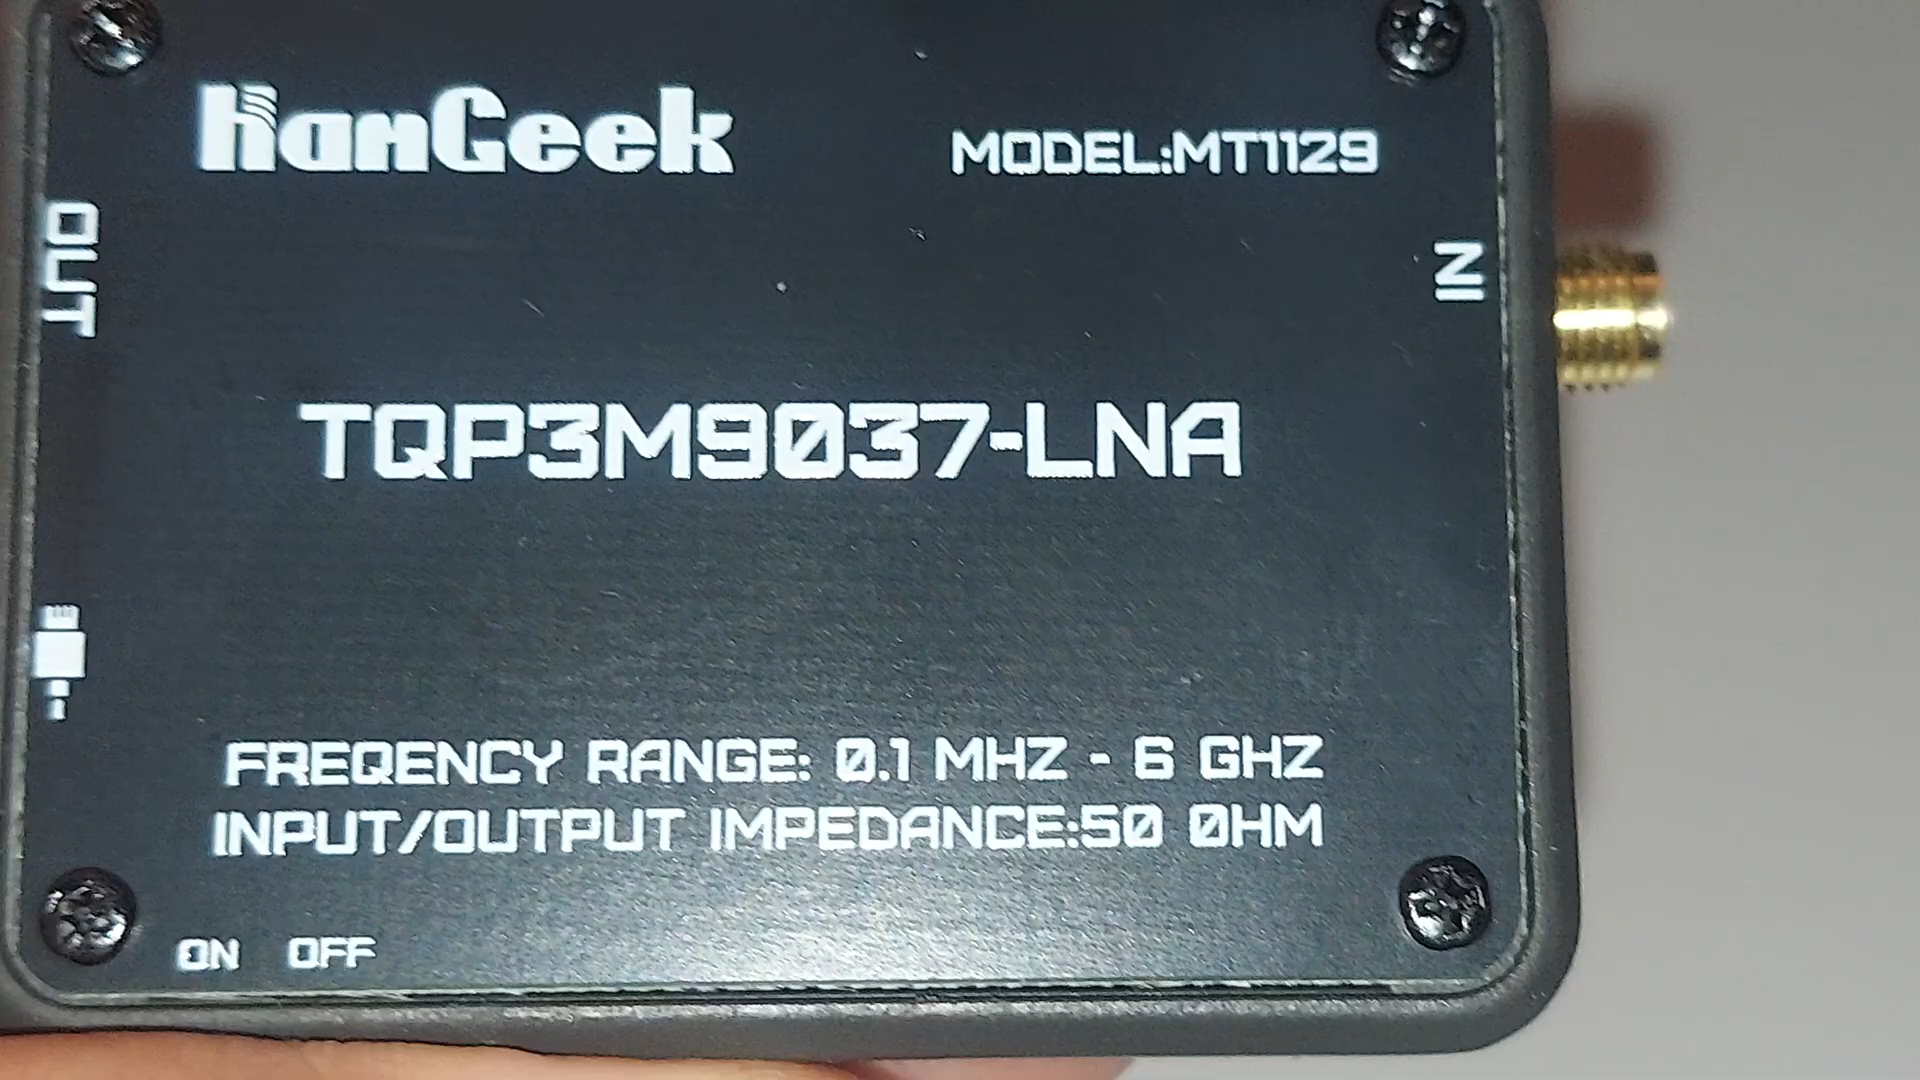 HanGeek
MODEL:MT1129
OUT
IN
TQP3M9037-LNA
FREQENCY RANGE: 0.1 MHZ - 6 GHZ
INPUT/OUTPUT IMPEDANCE:50 OHM
ON OFF